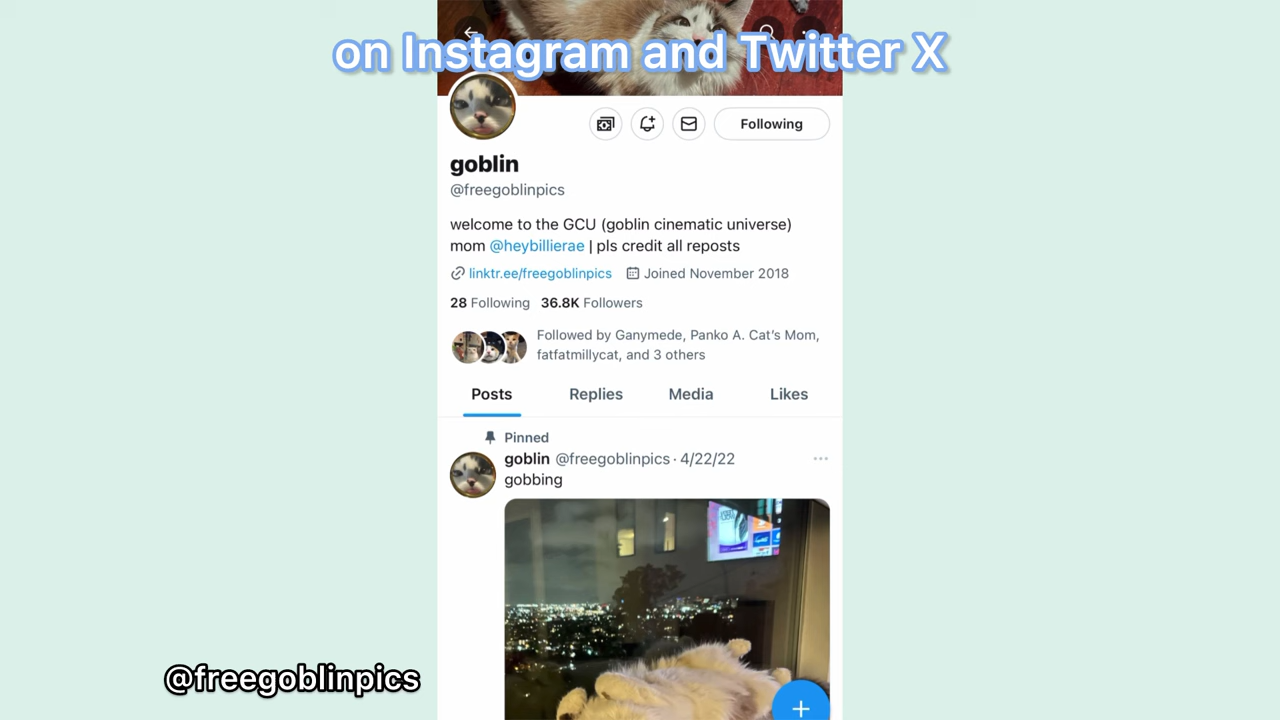 on Instagram and Twitter X
Following
goblin
@freegoblinpics
welcome to the GCU (goblin cinematic universe)
mom @heybillierae | pls credit all reposts
linktr.ee/freegoblinpics Joined November 2018
28 Following 36.8K Followers
Followed by Ganymede, Panko A. Cat's Mom,
fatfatmillycat, and 3 others
Posts Replies Media Likes
Pinned
goblin @freegoblinpics · 4/22/22
gobbing
@freegoblinpics